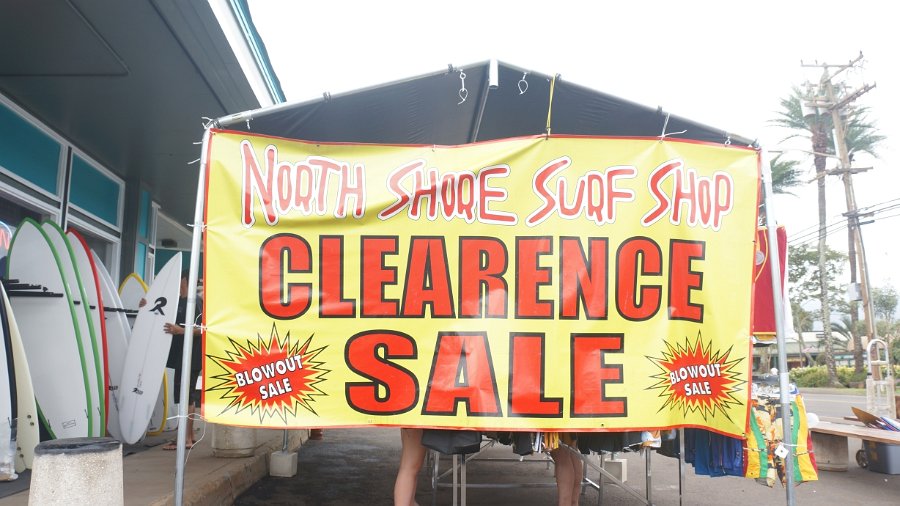 North Shore Surf Shop
CLEARENCE
SALE
BLOWOUT
SALE
BLOWOUT
SALE